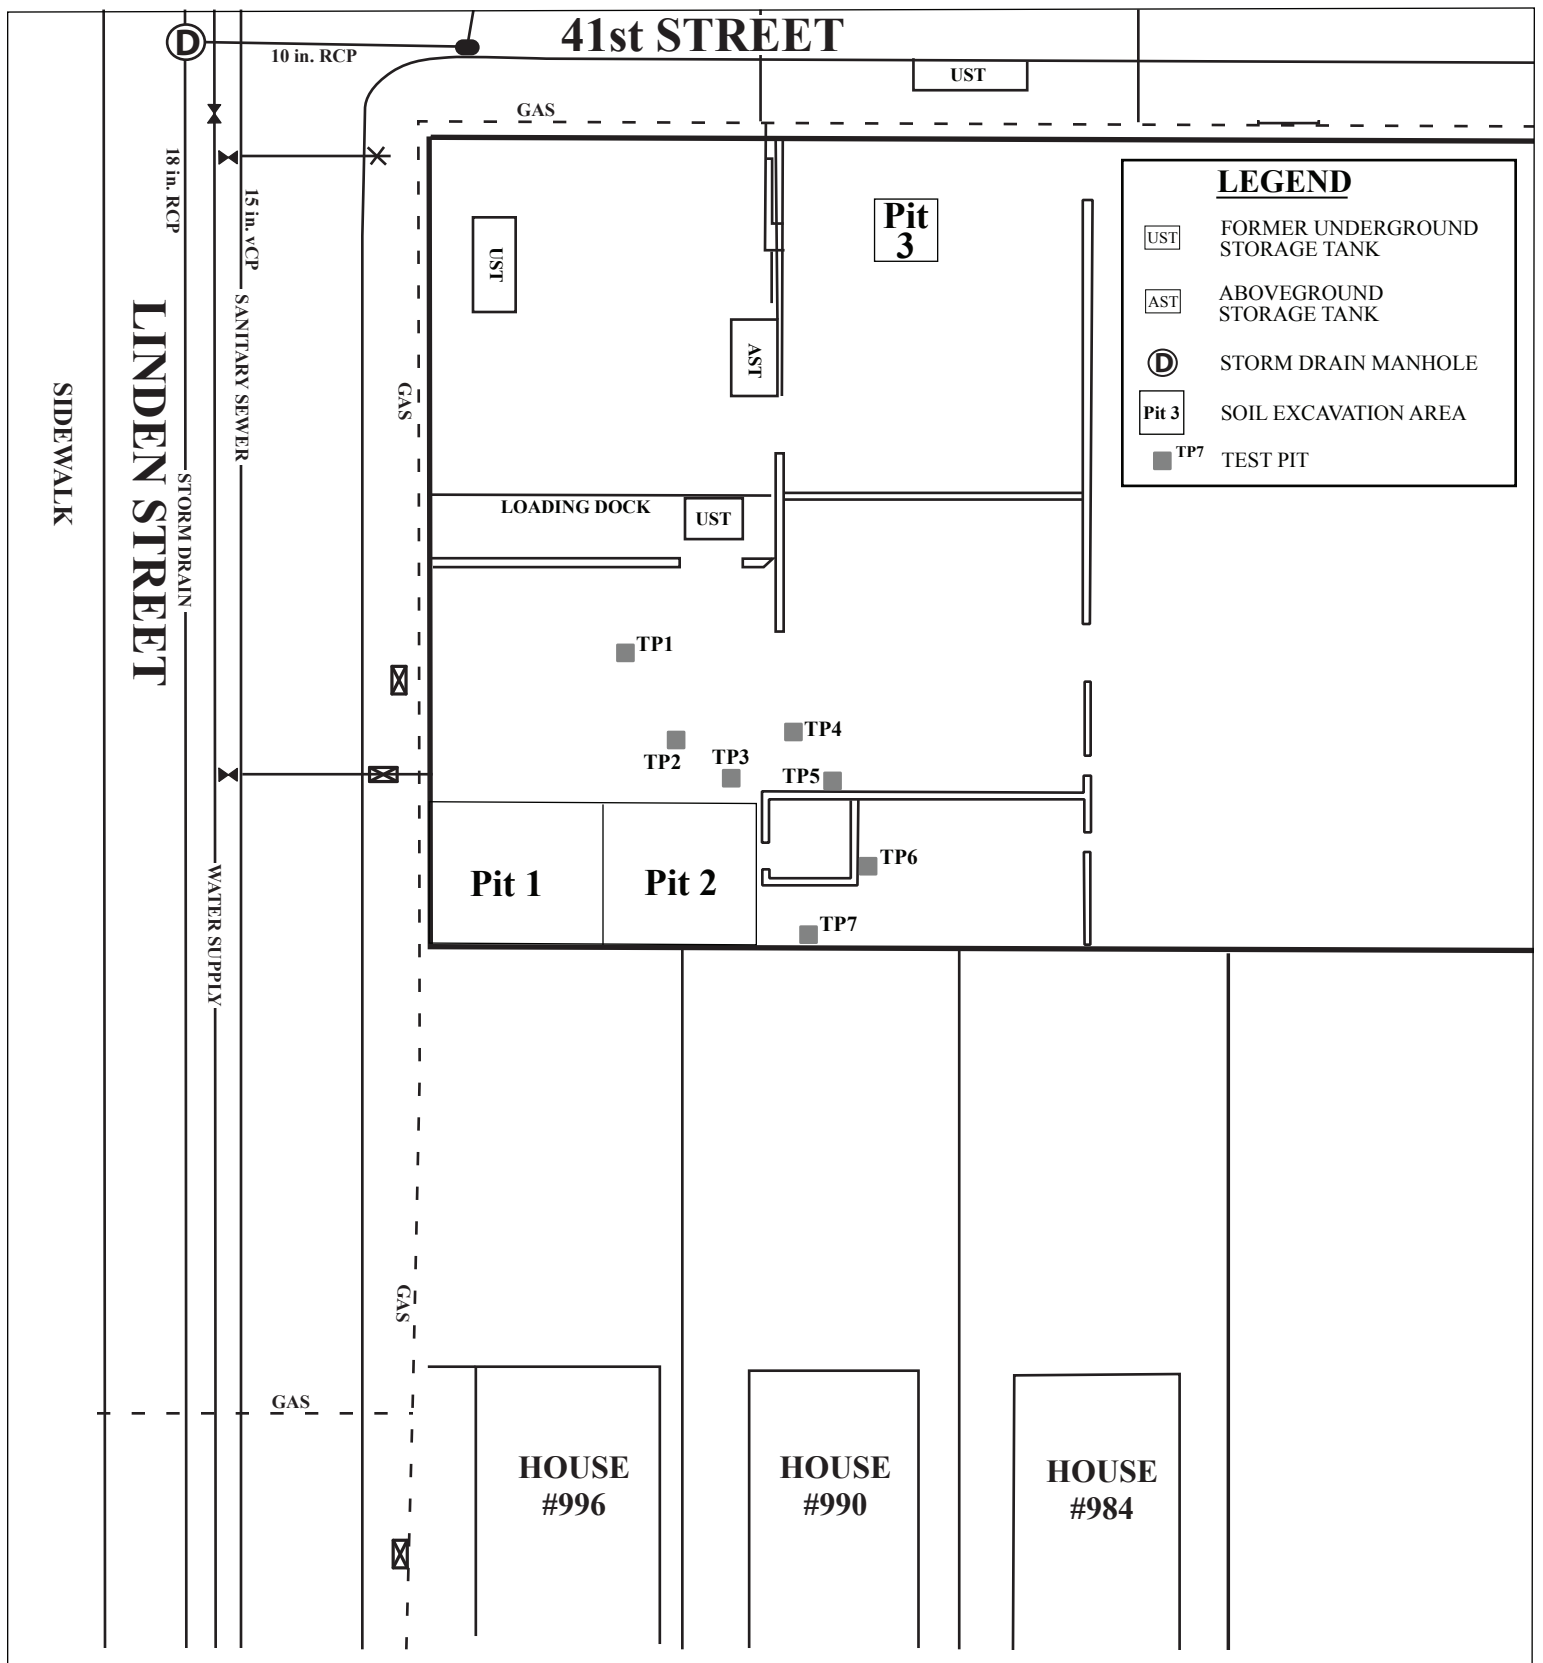 41st STREET
D
10 in. RCP
UST
GAS
18 in. RCP
15 in. vCP
LEGEND
UST
FORMER UNDERGROUND
STORAGE TANK
AST
ABOVEGROUND
STORAGE TANK
D
STORM DRAIN MANHOLE
Pit 3
SOIL EXCAVATION AREA
TP7
TEST PIT
Pit
3
UST
AST
SIDEWALK
LINDEN STREET
STORM DRAIN
SANITARY SEWER
WATER SUPPLY
GAS
LOADING DOCK
UST
TP1
TP2
TP3
TP4
TP5
TP6
TP7
Pit 1
Pit 2
GAS
GAS
HOUSE
#996
HOUSE
#990
HOUSE
#984